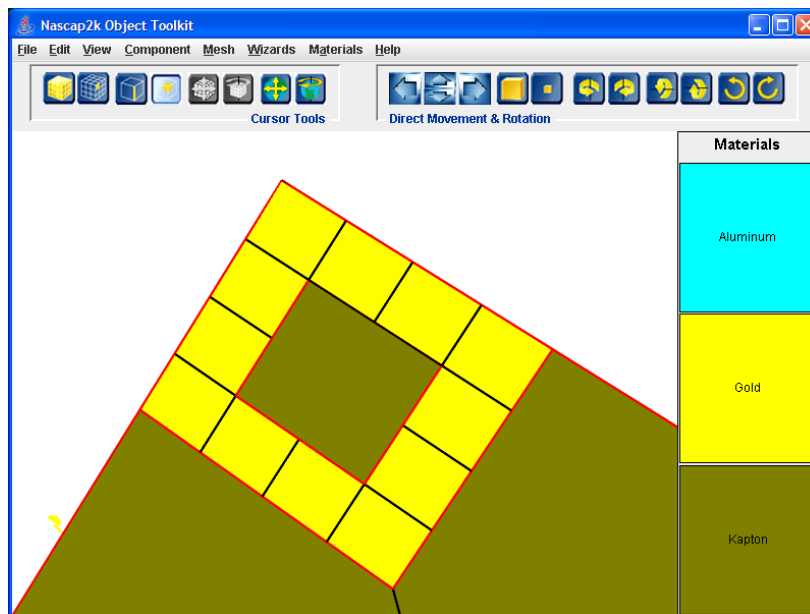 Nascap2k Object Toolkit
File Edit View Component Mesh Wizards Materials Help
Cursor Tools
Direct Movement & Rotation
Materials
Aluminum
Gold
Kapton